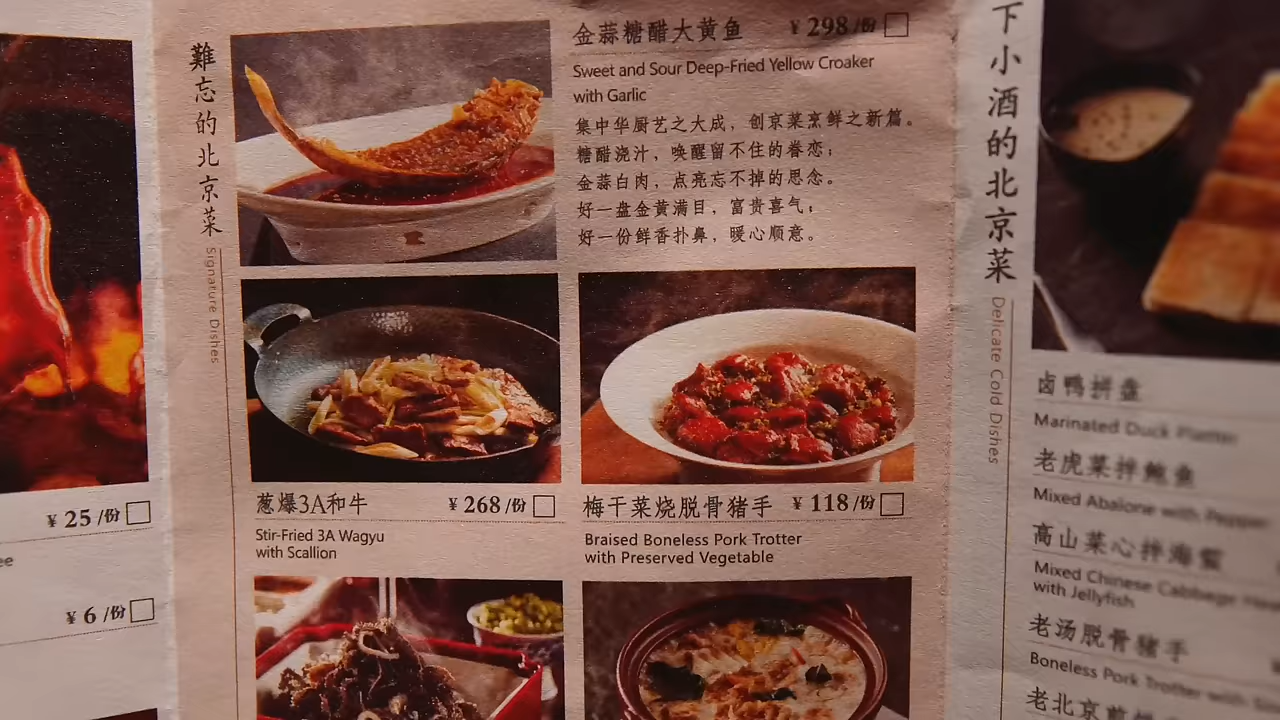 ¥ 25 /份
¥ 6 /份
難忘的北京菜
Signature Dishes
金蒜糖醋大黄鱼 ¥ 298 /份
Sweet and Sour Deep-Fried Yellow Croaker
with Garlic
集中华厨艺之大成，创京菜烹鲜之新篇。
糖醋浇汁，唤醒留不住的眷恋；
金蒜白肉，点亮忘不掉的思念。
好一盘金黄满目，富贵喜气；
好一份鲜香扑鼻，暖心顺意。
葱爆3A和牛 ¥ 268 /份
Stir-Fried 3A Wagyu
with Scallion
梅干菜烧脱骨猪手 ¥ 118 /份
Braised Boneless Pork Trotter
with Preserved Vegetable
下小酒的北京菜
Delicate Cold Dishes
卤鸭拼盘
Marinated Duck Platter
老虎菜拌鲍鱼
Mixed Abalone with Pepper
高山菜心拌海蜇
Mixed Chinese Cabbage
with Jellyfish
老汤脱骨猪手
Boneless Pork Trotter with
老北京